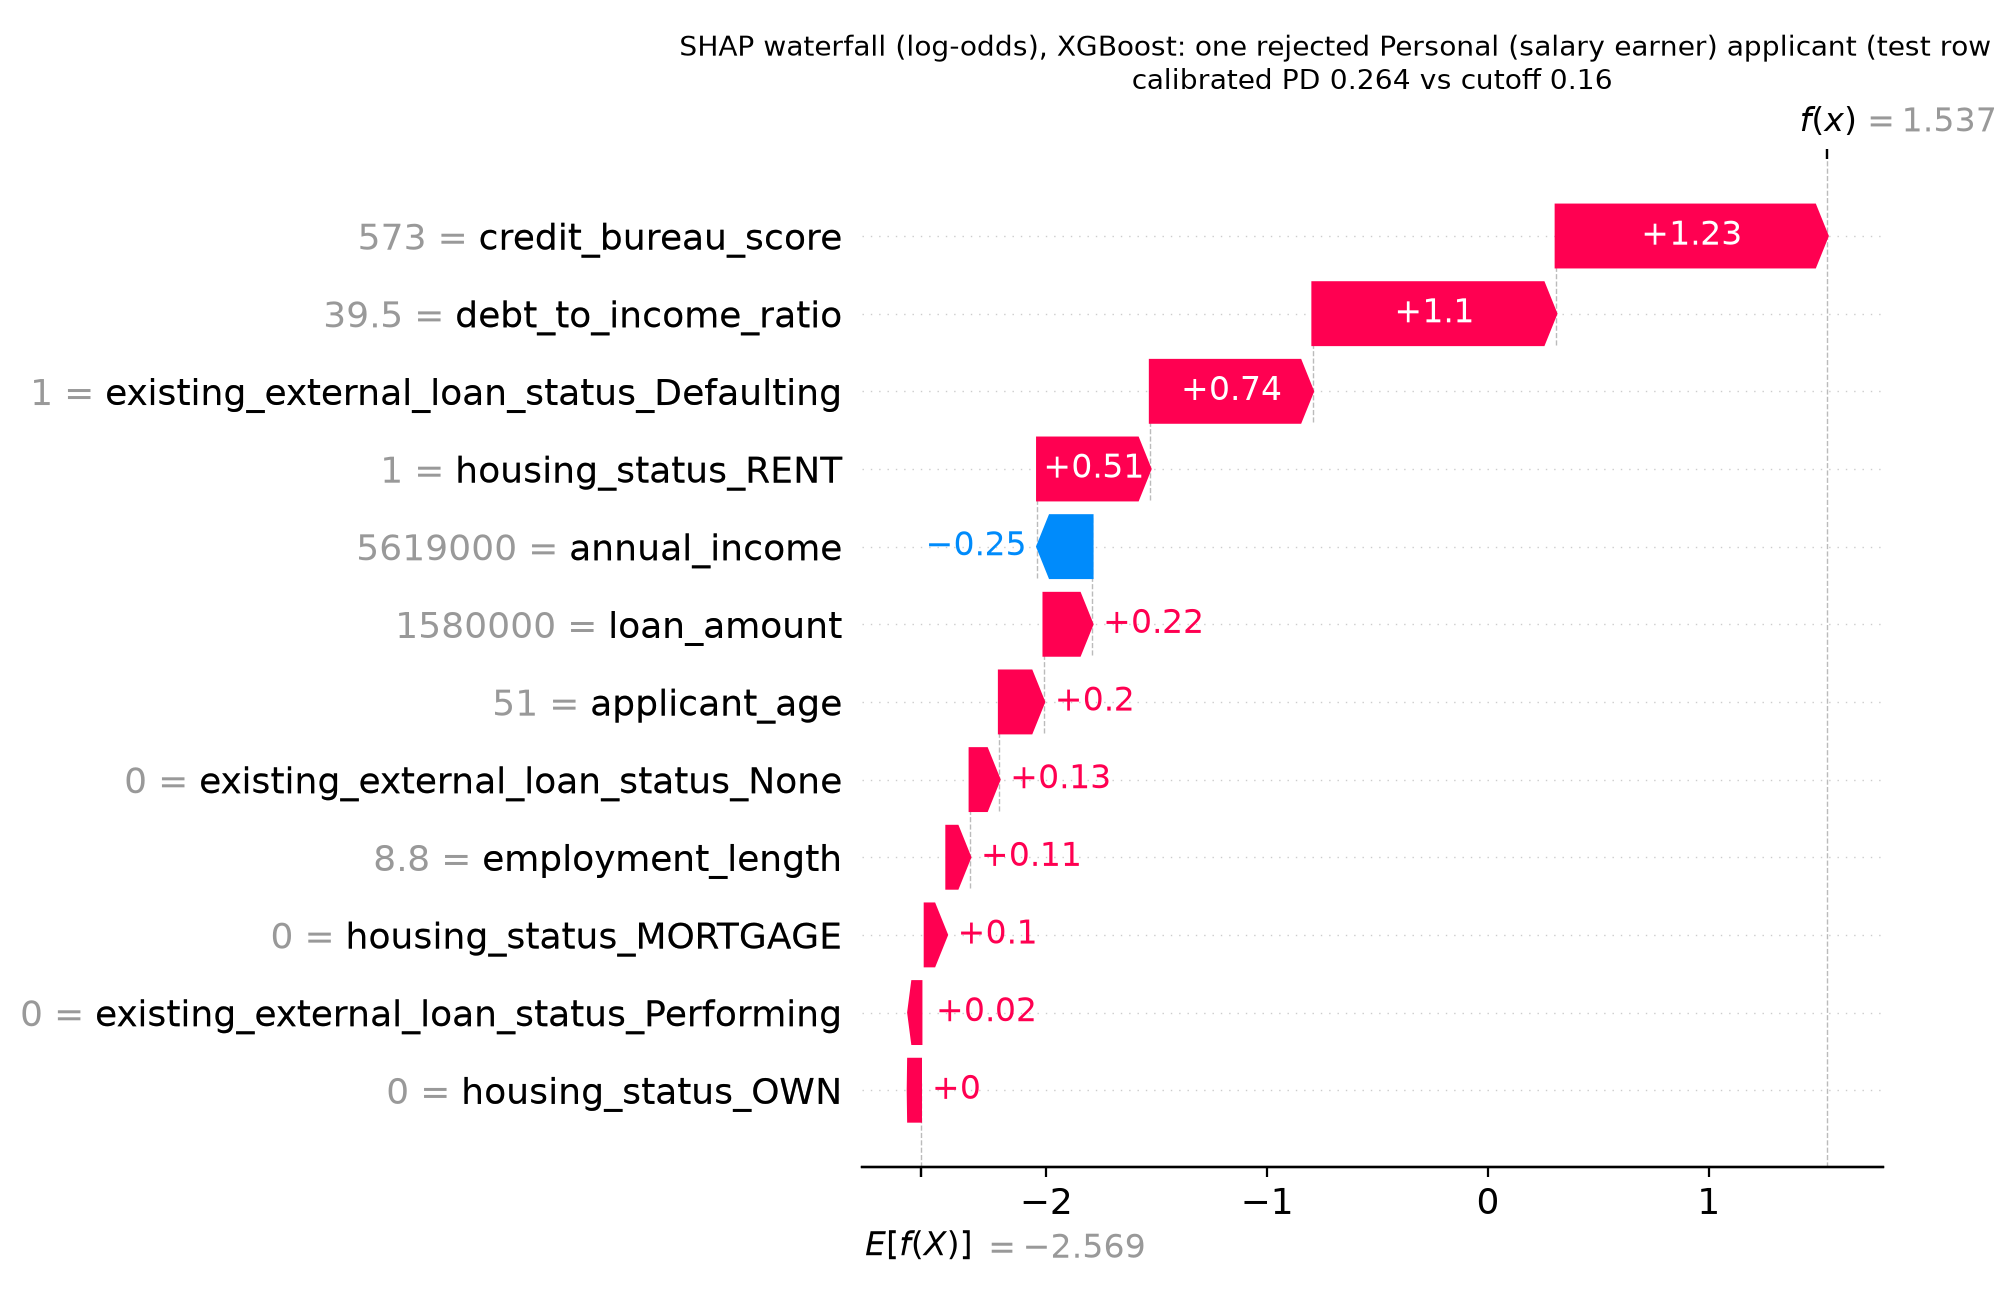 SHAP waterfall (log-odds), XGBoost: one rejected Personal (salary earner) applicant (test row
calibrated PD 0.264 vs cutoff 0.16
f(x) = 1.537
573 = credit_bureau_score +1.23
39.5 = debt_to_income_ratio +1.1
1 = existing_external_loan_status_Defaulting +0.74
1 = housing_status_RENT +0.51
5619000 = annual_income −0.25
1580000 = loan_amount +0.22
51 = applicant_age +0.2
0 = existing_external_loan_status_None +0.13
8.8 = employment_length +0.11
0 = housing_status_MORTGAGE +0.1
0 = existing_external_loan_status_Performing +0.02
0 = housing_status_OWN +0
−2 −1 0 1
E[f(X)] = −2.569